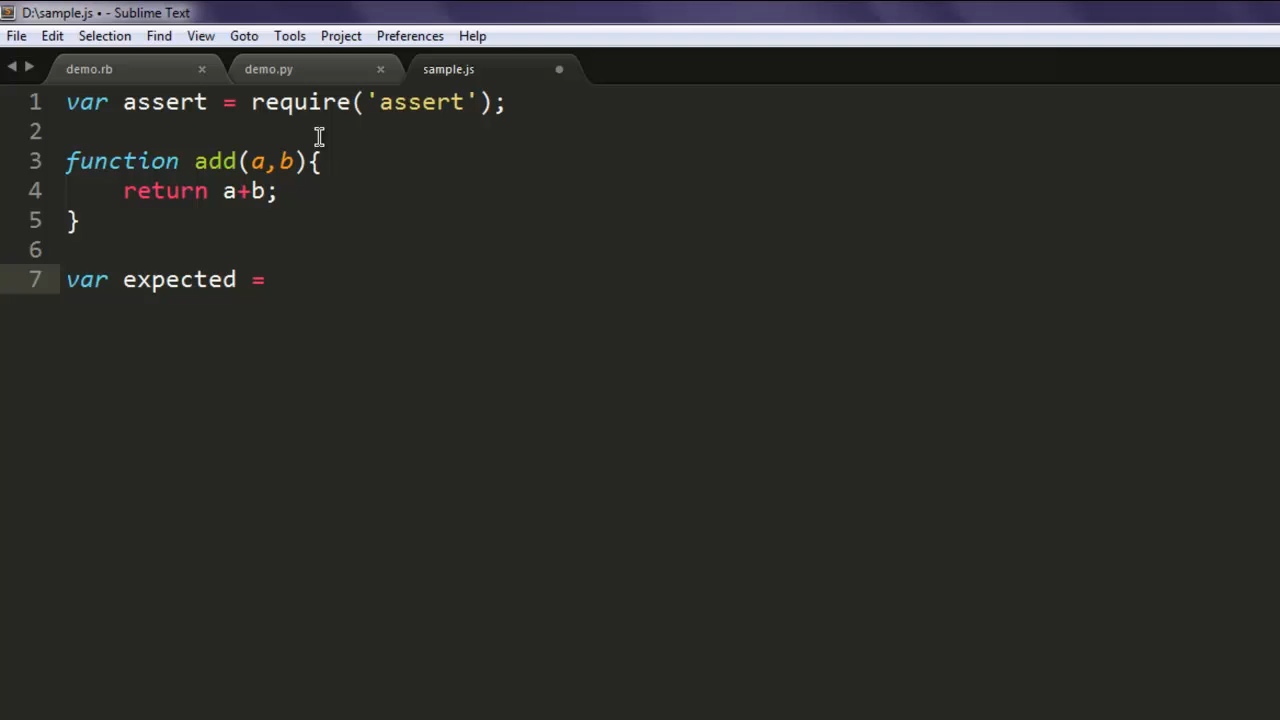 D:\sample.js • - Sublime Text
File Edit Selection Find View Goto Tools Project Preferences Help
demo.rb × demo.py × sample.js
1 var assert = require('assert');
2
3 function add(a,b){
4     return a+b;
5 }
6
7 var expected =